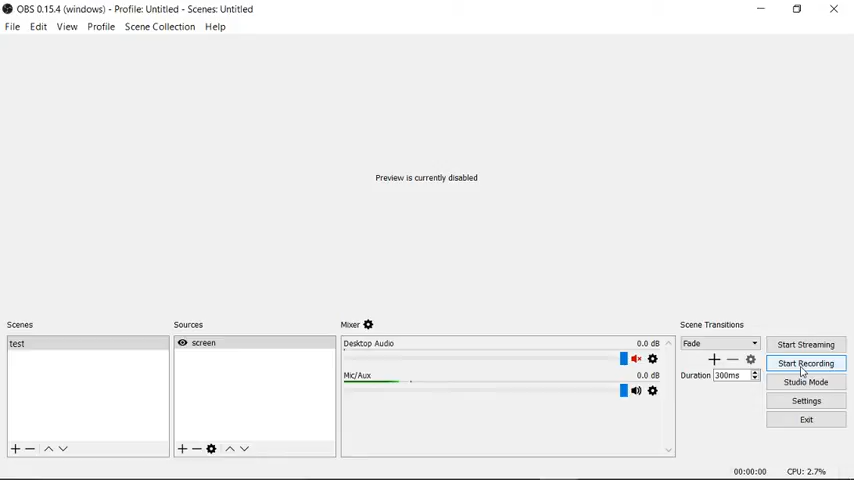 OBS 0.15.4 (windows) - Profile: Untitled - Scenes: Untitled
File Edit View Profile Scene Collection Help
Preview is currently disabled
Scenes
test
Sources
screen
Mixer
Desktop Audio 0.0 dB
Mic/Aux 0.0 dB
Scene Transitions
Fade
Duration 300ms
Start Streaming
Start Recording
Studio Mode
Settings
Exit
00:00:00 CPU: 2.7%